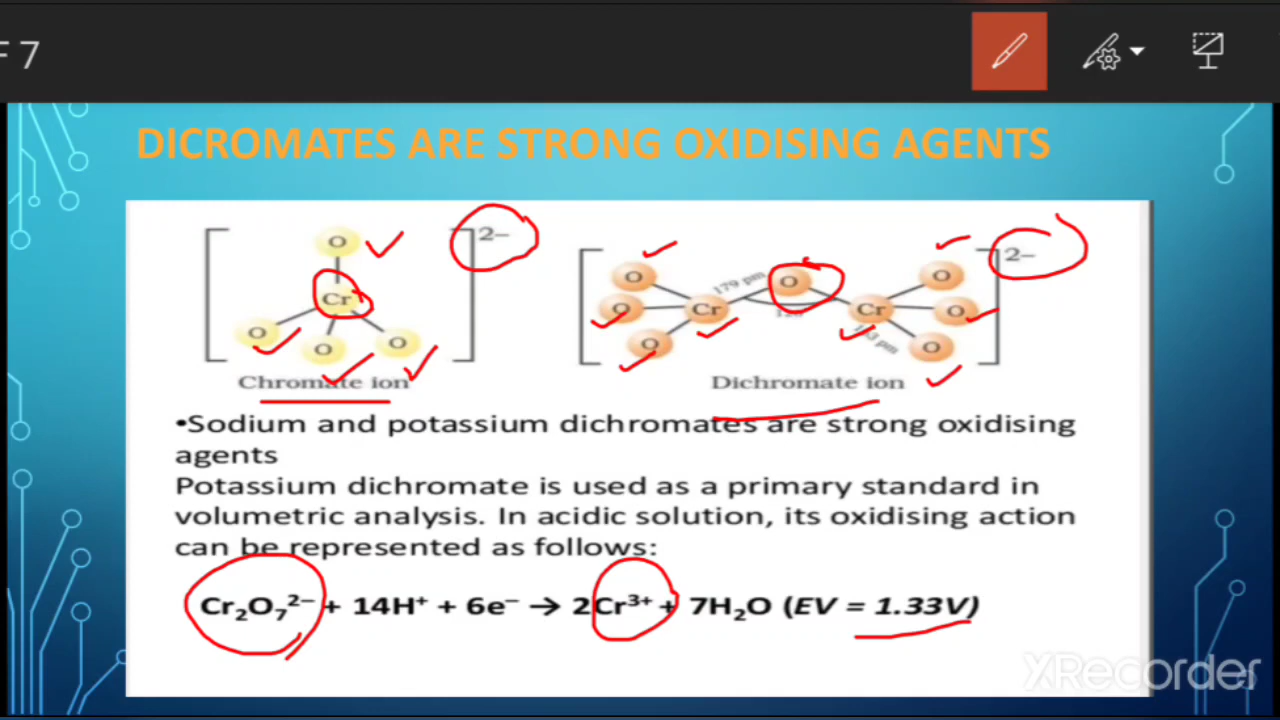 F 7
DICROMATES ARE STRONG OXIDISING AGENTS
2–
2–
O
O
O
O
179 pm
O
Cr
O
Cr
Cr
O
O
O
O
O
O
O
O
Chromate ion
Dichromate ion
•Sodium and potassium dichromates are strong oxidising
agents
Potassium dichromate is used as a primary standard in
volumetric analysis. In acidic solution, its oxidising action
can be represented as follows:
Cr₂O₇²⁻ + 14H⁺ + 6e⁻ → 2Cr³⁺ + 7H₂O (EV = 1.33V)
XRecorder